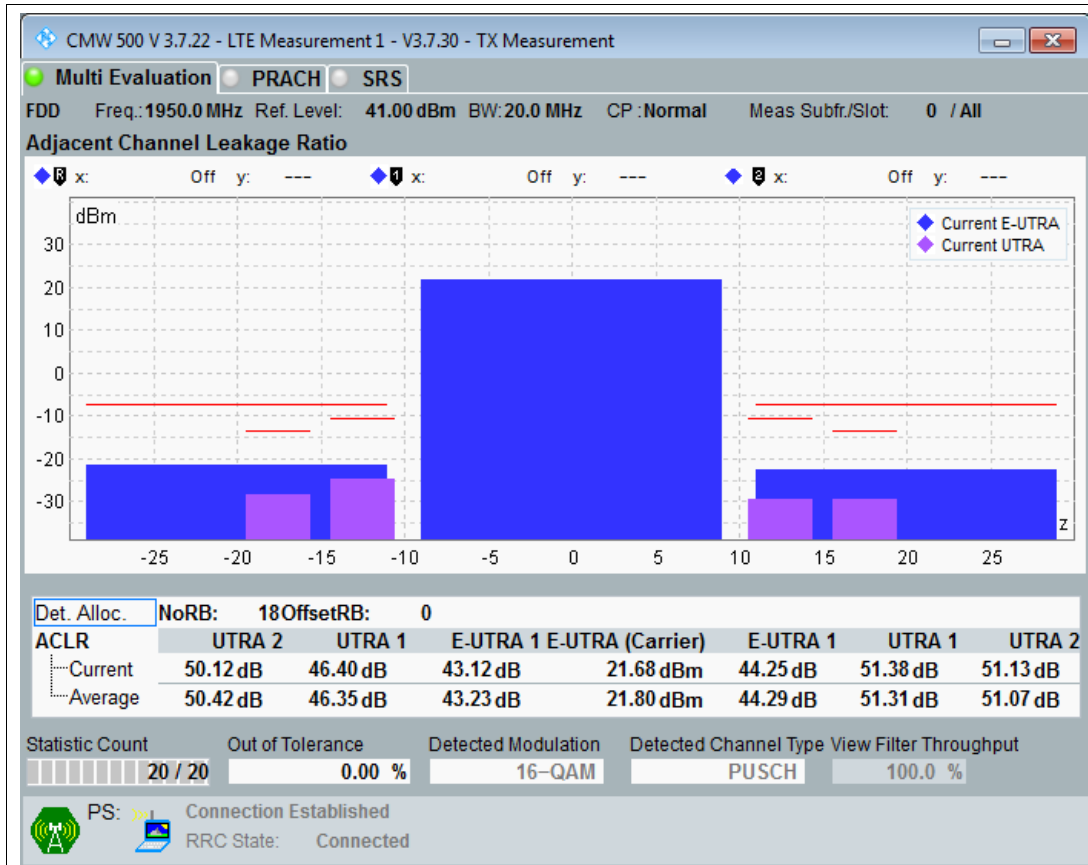 CMW 500 V 3.7.22 - LTE Measurement 1 - V3.7.30 - TX Measurement
Multi Evaluation PRACH SRS
FDD Freq.: 1950.0 MHz Ref. Level: 41.00 dBm BW: 20.0 MHz CP : Normal Meas Subfr./Slot: 0 / All
Adjacent Channel Leakage Ratio
R x: Off y: --- 1 x: Off y: --- 2 x: Off y: ---
dBm
Current E-UTRA
Current UTRA
30
20
10
0
-10
-20
-30
z
-25 -20 -15 -10 -5 0 5 10 15 20 25
Det. Alloc. NoRB: 18 OffsetRB: 0
ACLR UTRA 2 UTRA 1 E-UTRA 1 E-UTRA (Carrier) E-UTRA 1 UTRA 1 UTRA 2
Current 50.12 dB 46.40 dB 43.12 dB 21.68 dBm 44.25 dB 51.38 dB 51.13 dB
Average 50.42 dB 46.35 dB 43.23 dB 21.80 dBm 44.29 dB 51.31 dB 51.07 dB
Statistic Count Out of Tolerance Detected Modulation Detected Channel Type View Filter Throughput
20 / 20 0.00 % 16-QAM PUSCH 100.0 %
PS: Connection Established
RRC State: Connected